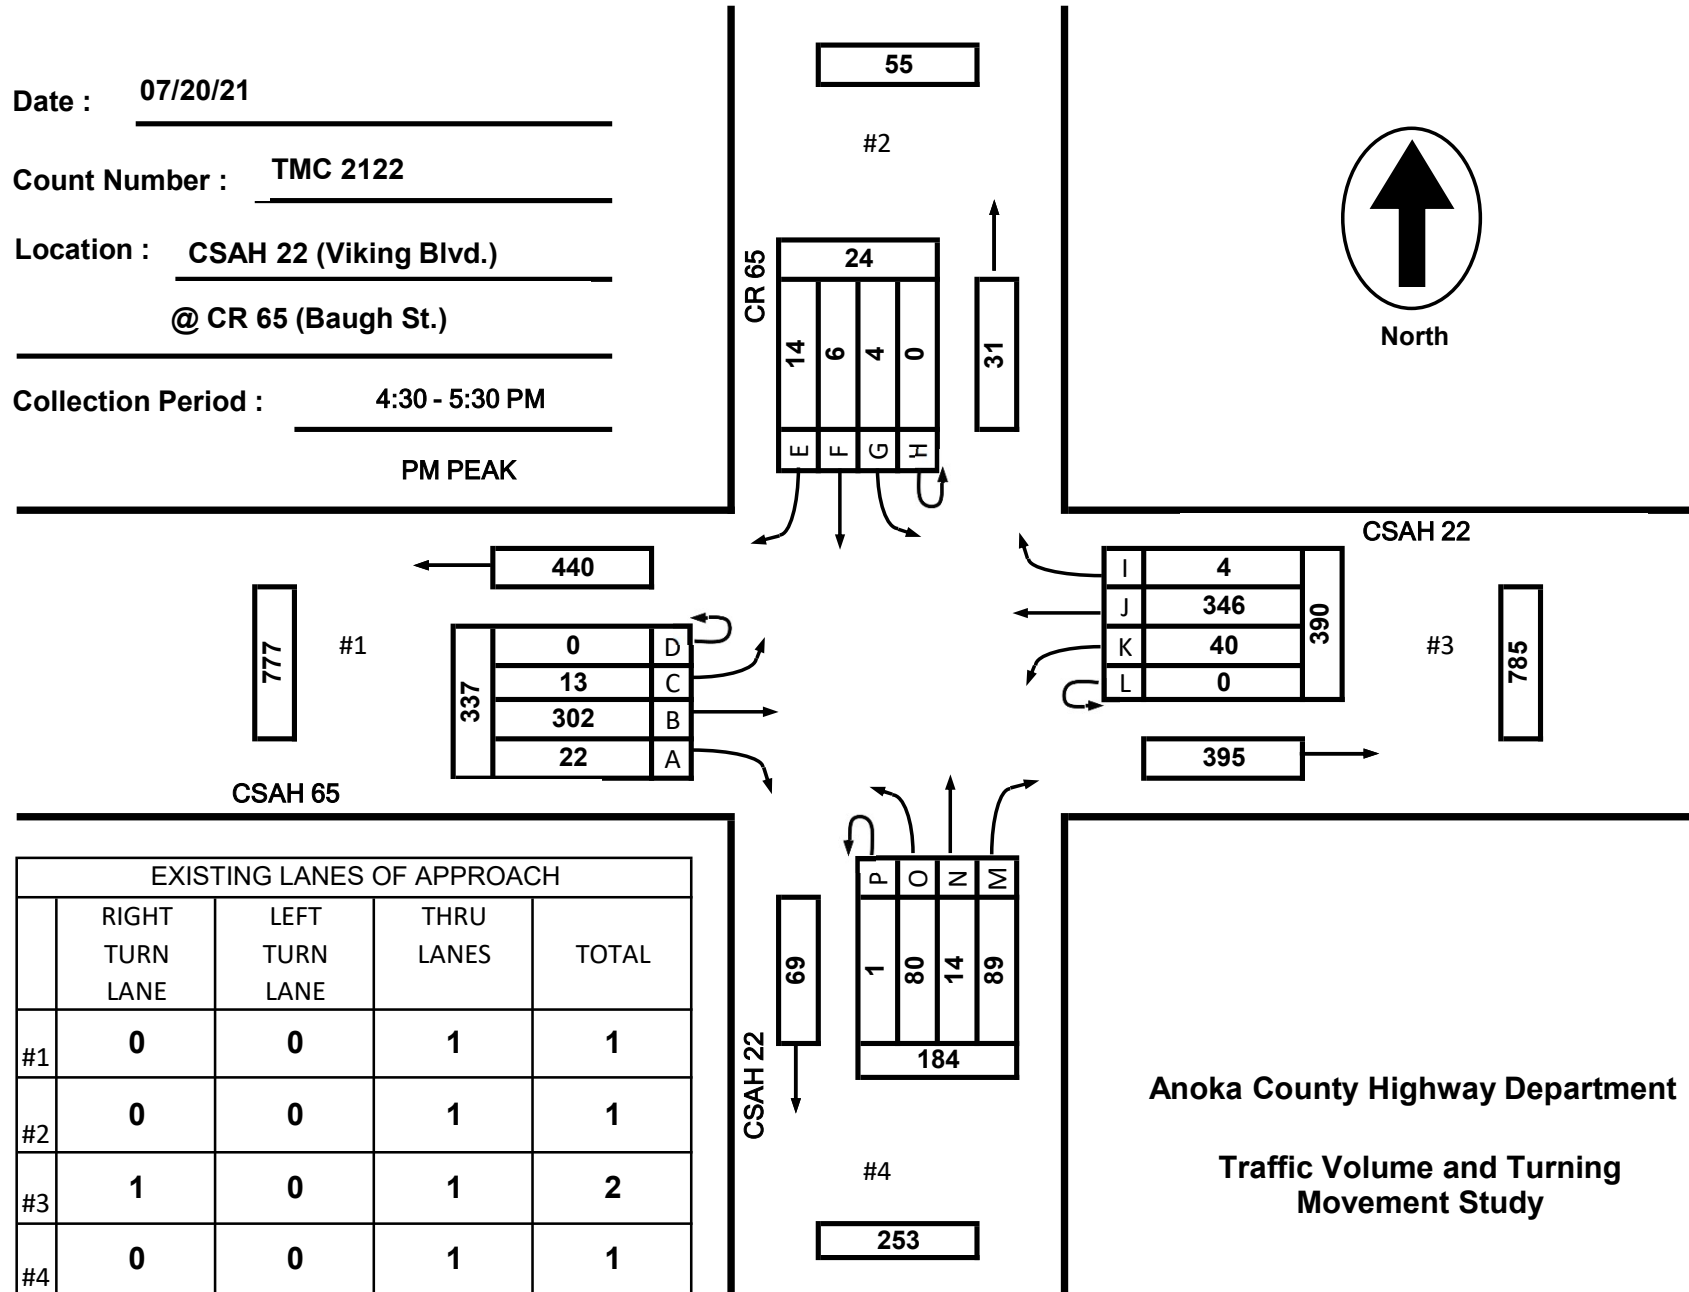 Date : 07/20/21
Count Number : TMC 2122
Location : CSAH 22 (Viking Blvd.)
@ CR 65 (Baugh St.)
Collection Period : 4:30 - 5:30 PM
PM PEAK
55
#2
CR 65
24
14 6 4 0
E F G H
31
North
CSAH 22
440
777
#1
337
0 D
13 C
302 B
22 A
CSAH 65
I 4
J 346
K 40
L 0
390
#3
785
395
P O N M
1 80 14 89
184
69
CSAH 22
#4
253
EXISTING LANES OF APPROACH
RIGHT TURN LANE LEFT TURN LANE THRU LANES TOTAL
#1 0 0 1 1
#2 0 0 1 1
#3 1 0 1 2
#4 0 0 1 1
Anoka County Highway Department
Traffic Volume and Turning
Movement Study